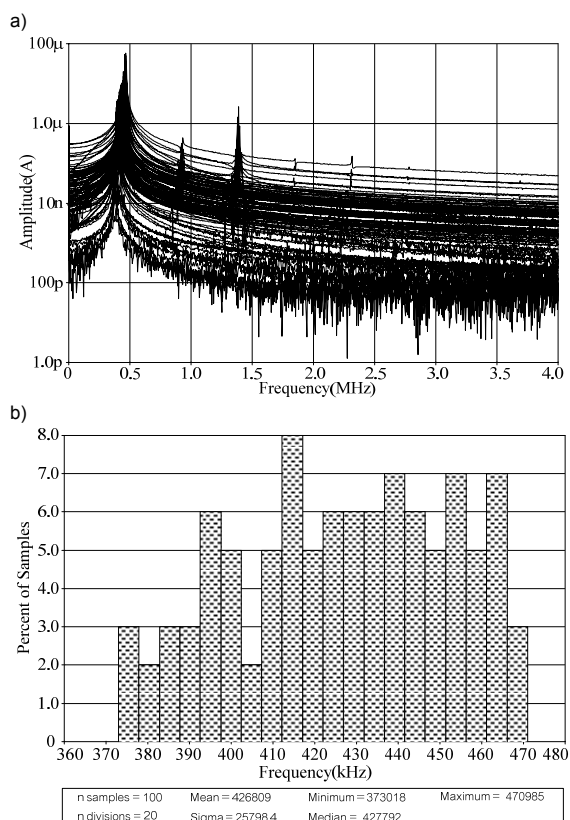 a)
100μ
1.0μ
10n
100p
1.0p
Amplitude(A)
0 0.5 1.0 1.5 2.0 2.5 3.0 3.5 4.0
Frequency(MHz)
b)
8.0
7.0
6.0
5.0
4.0
3.0
2.0
1.0
0
Percent of Samples
360 370 380 390 400 410 420 430 440 450 460 470 480
Frequency(kHz)
n samples = 100 Mean = 426809 Minimum = 373018 Maximum = 470985
n divisions = 20 Sigma = 25798.4 Median = 427792